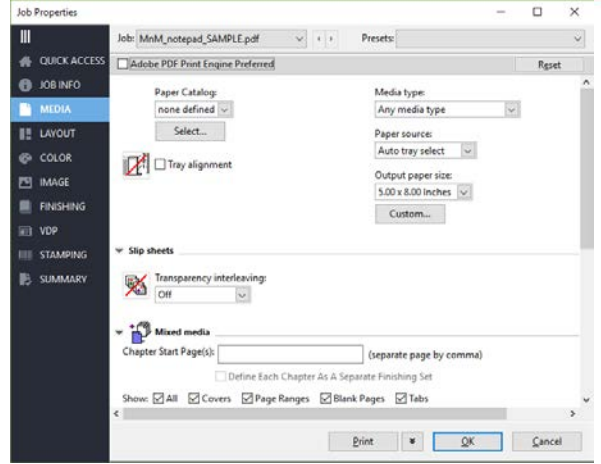 Job Properties
Job: MnM_notepad_SAMPLE.pdf
Presets:
QUICK ACCESS
JOB INFO
MEDIA
LAYOUT
COLOR
IMAGE
FINISHING
VDP
STAMPING
SUMMARY
Adobe PDF Print Engine Preferred
Reset
Paper Catalog:
none defined
Select...
Tray alignment
Media type:
Any media type
Paper source:
Auto tray select
Output paper size:
5.00 x 8.00 Inches
Custom...
Slip sheets
Transparency interleaving:
Off
Mixed media
Chapter Start Page(s):
(separate page by comma)
Define Each Chapter As A Separate Finishing Set
Show: All Covers Page Ranges Blank Pages Tabs
Print OK Cancel